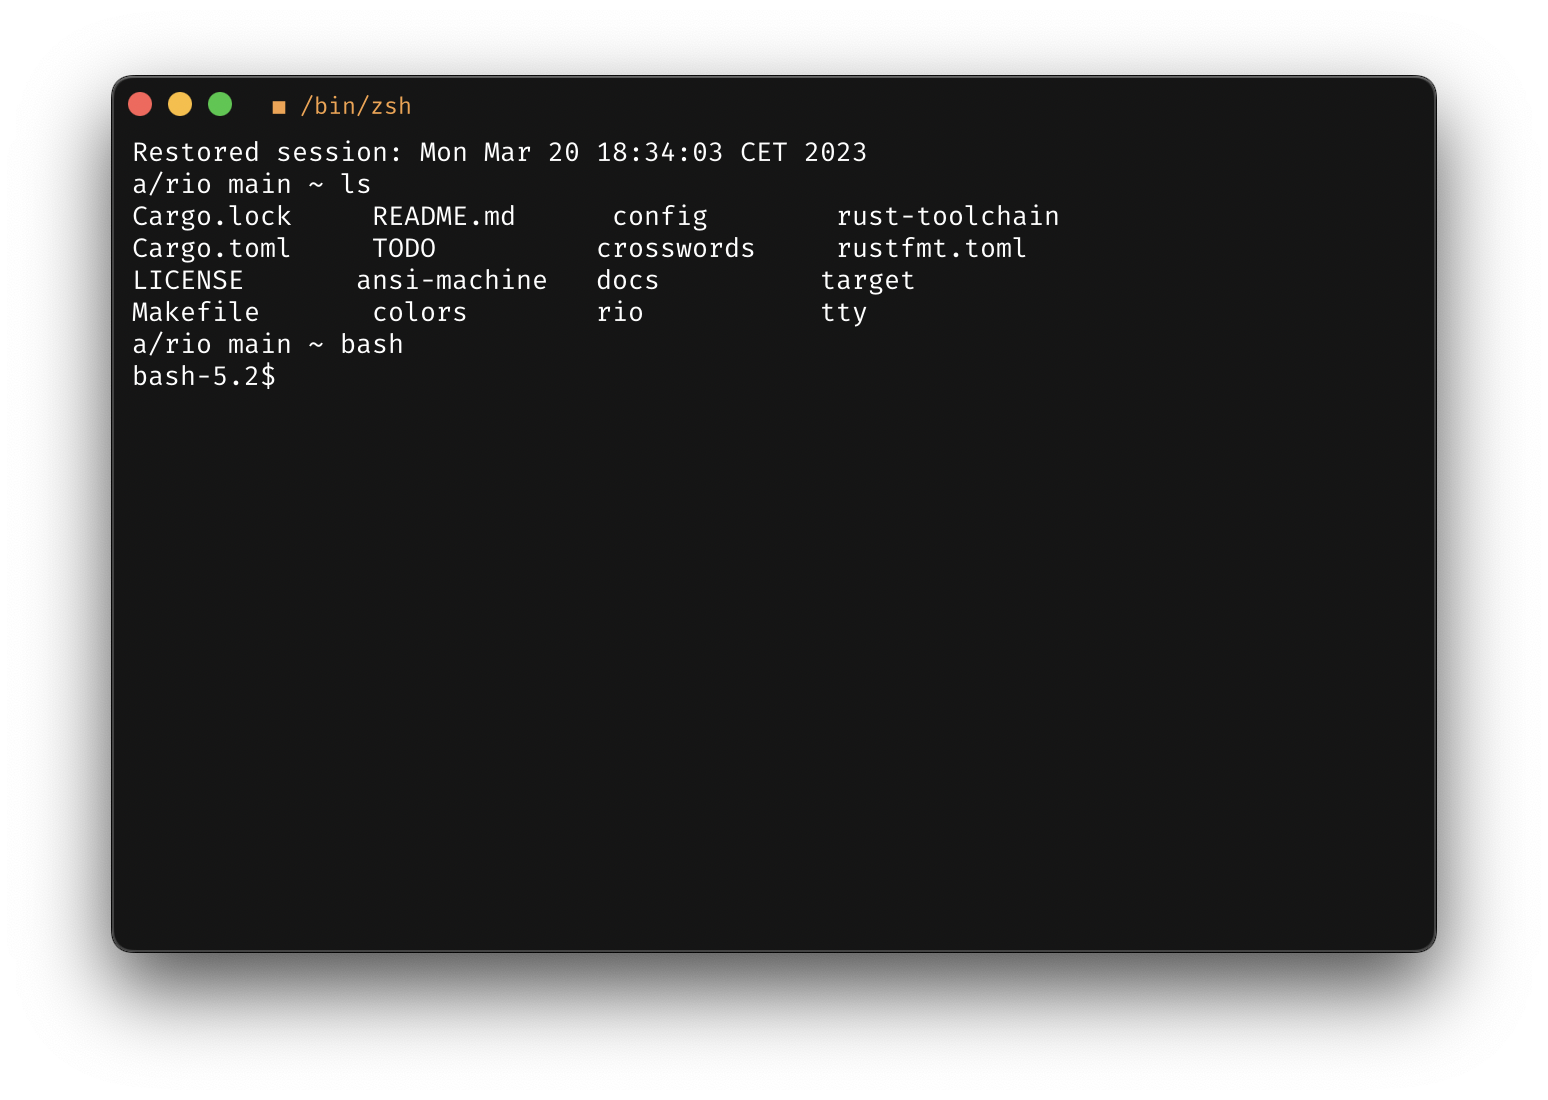 ■ /bin/zsh
Restored session: Mon Mar 20 18:34:03 CET 2023
a/rio main ~ ls
Cargo.lock     README.md      config        rust-toolchain
Cargo.toml     TODO          crosswords     rustfmt.toml
LICENSE       ansi-machine   docs          target
Makefile       colors        rio           tty
a/rio main ~ bash
bash-5.2$